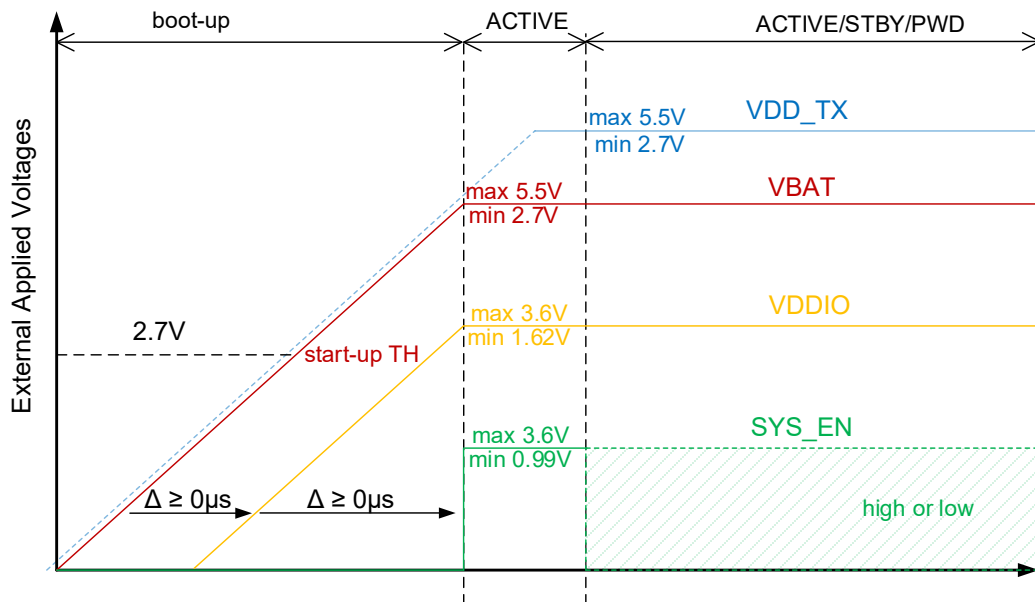 boot-up
ACTIVE
ACTIVE/STBY/PWD
External Applied Voltages
max 5.5V
min 2.7V
VDD_TX
max 5.5V
min 2.7V
VBAT
max 3.6V
min 1.62V
VDDIO
2.7V
start-up TH
max 3.6V
min 0.99V
SYS_EN
Δ ≥ 0µs
Δ ≥ 0µs
high or low